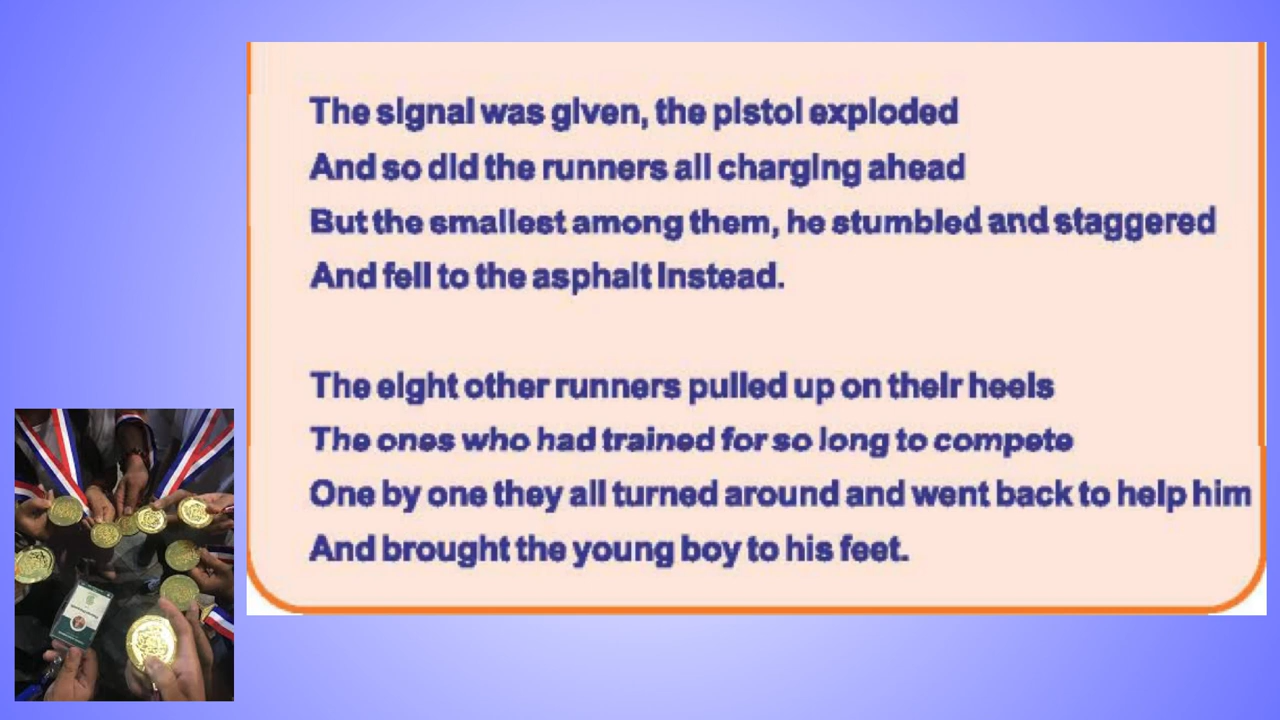 The signal was given, the pistol exploded
And so did the runners all charging ahead
But the smallest among them, he stumbled and staggered
And fell to the asphalt instead.
The eight other runners pulled up on their heels
The ones who had trained for so long to compete
One by one they all turned around and went back to help him
And brought the young boy to his feet.